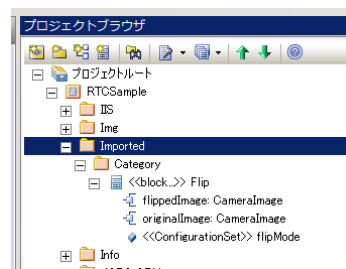 プロジェクトブラウザ
プロジェクトルート
RTCSample
IIS
Img
Imported
Category
<<block...>> Flip
flippedImage: CameraImage
originalImage: CameraImage
<<ConfigurationSet>> flipMode
Info